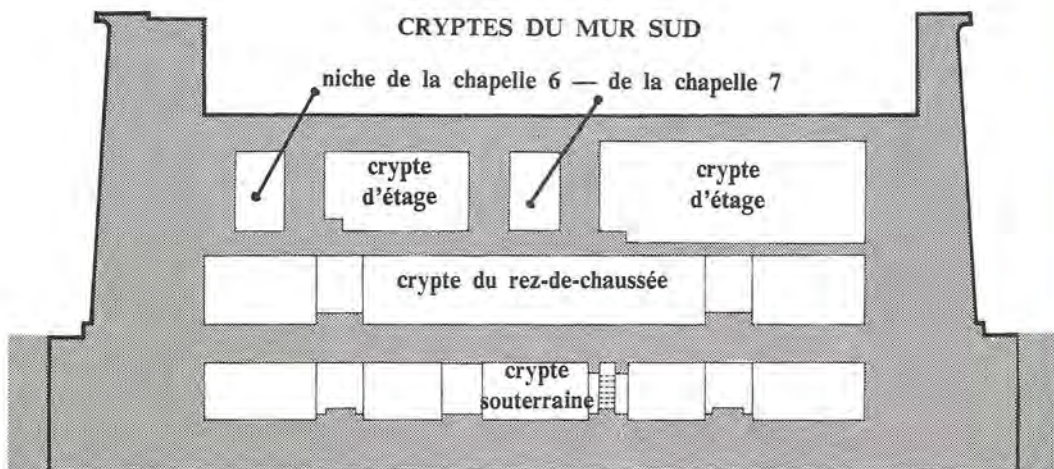 CRYPTES DU MUR SUD
niche de la chapelle 6 — de la chapelle 7
crypte
d'étage
crypte
d'étage
crypte du rez-de-chaussée
crypte
souterraine